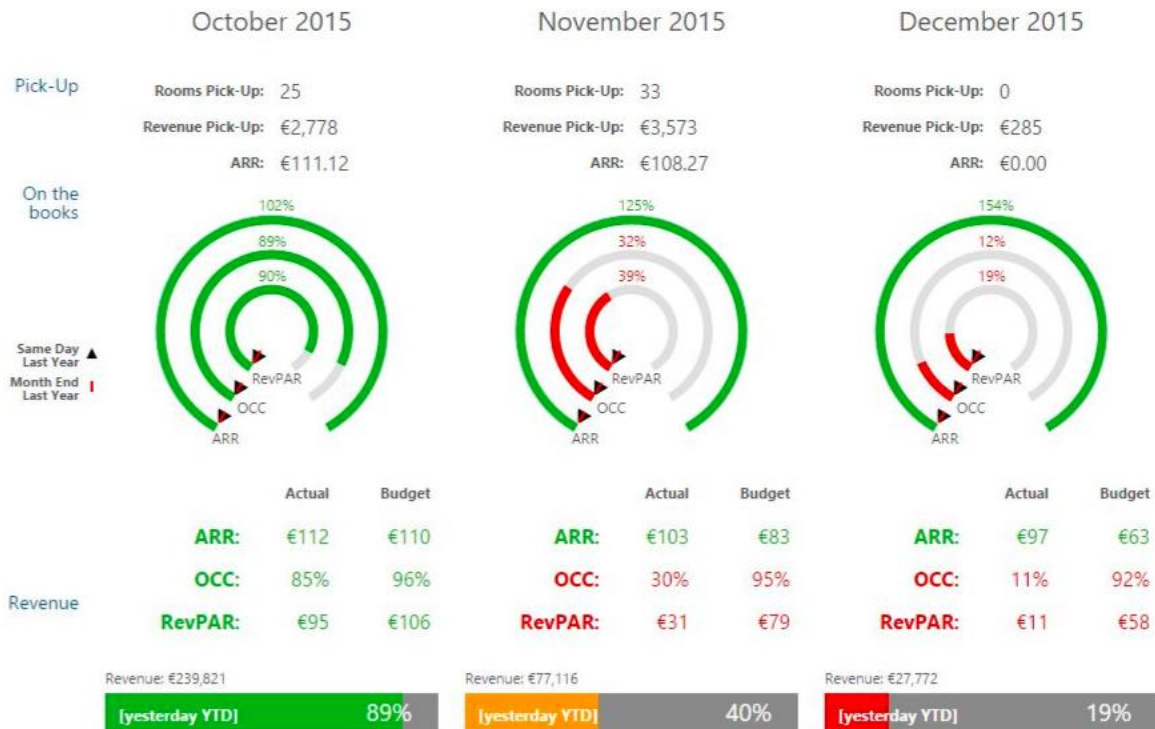 October 2015 November 2015 December 2015
Pick-Up Rooms Pick-Up: 25 Rooms Pick-Up: 33 Rooms Pick-Up: 0
Revenue Pick-Up: €2,778 Revenue Pick-Up: €3,573 Revenue Pick-Up: €285
ARR: €111.12 ARR: €108.27 ARR: €0.00
On the
books
102% 125% 154%
89% 32% 12%
90% 39% 19%
Same Day
Last Year
Month End
Last Year
RevPAR RevPAR RevPAR
OCC OCC OCC
ARR ARR ARR
Actual Budget Actual Budget Actual Budget
ARR: €112 €110 ARR: €103 €83 ARR: €97 €63
OCC: 85% 96% OCC: 30% 95% OCC: 11% 92%
Revenue
RevPAR: €95 €106 RevPAR: €31 €79 RevPAR: €11 €58
Revenue: €239,821 Revenue: €77,116 Revenue: €27,772
[yesterday YTD] 89% [yesterday YTD] 40% [yesterday YTD] 19%